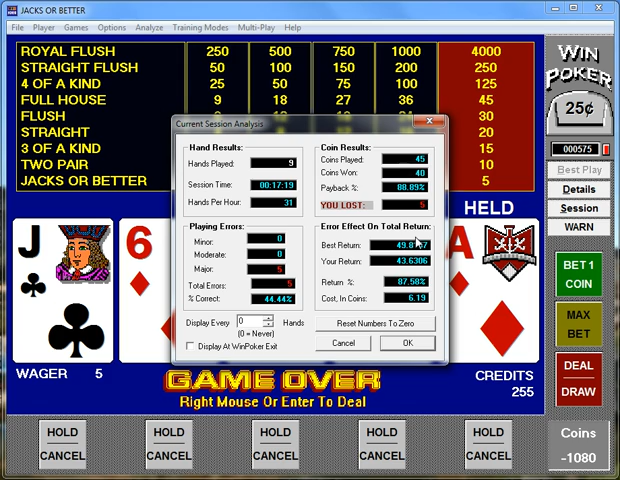 JACKS OR BETTER
File Player Games Options Analyze Training Modes Multi-Play Help
ROYAL FLUSH 250 500 750 1000 4000
STRAIGHT FLUSH 50 100 150 200 250
4 OF A KIND 25 50 75 100 125
FULL HOUSE 9 18 27 36 45
FLUSH 30
STRAIGHT 20
3 OF A KIND 15
TWO PAIR 10
JACKS OR BETTER 5
WIN
POKER
25¢
000575
Best Play
Details
Session
WARN
BET 1
COIN
MAX
BET
DEAL
DRAW
Coins
-1080
Current Session Analysis
Hand Results:
Hands Played: 9
Session Time: 00:17:19
Hands Per Hour: 31
Coin Results:
Coins Played: 45
Coins Won: 40
Payback %: 88.89%
YOU LOST: 5
Playing Errors:
Minor: 0
Moderate: 0
Major: 5
Total Errors: 5
% Correct: 44.44%
Error Effect On Total Return:
Best Return:
Your Return: 43.6306
Return %: 87.58%
Cost, In Coins: 6.19
Display Every 0 Hands
(0 = Never)
Display At WinPoker Exit
Reset Numbers To Zero
Cancel OK
HELD
J 6 A
WAGER 5
GAME OVER
Right Mouse Or Enter To Deal
CREDITS
255
HOLD HOLD HOLD HOLD HOLD
CANCEL CANCEL CANCEL CANCEL CANCEL